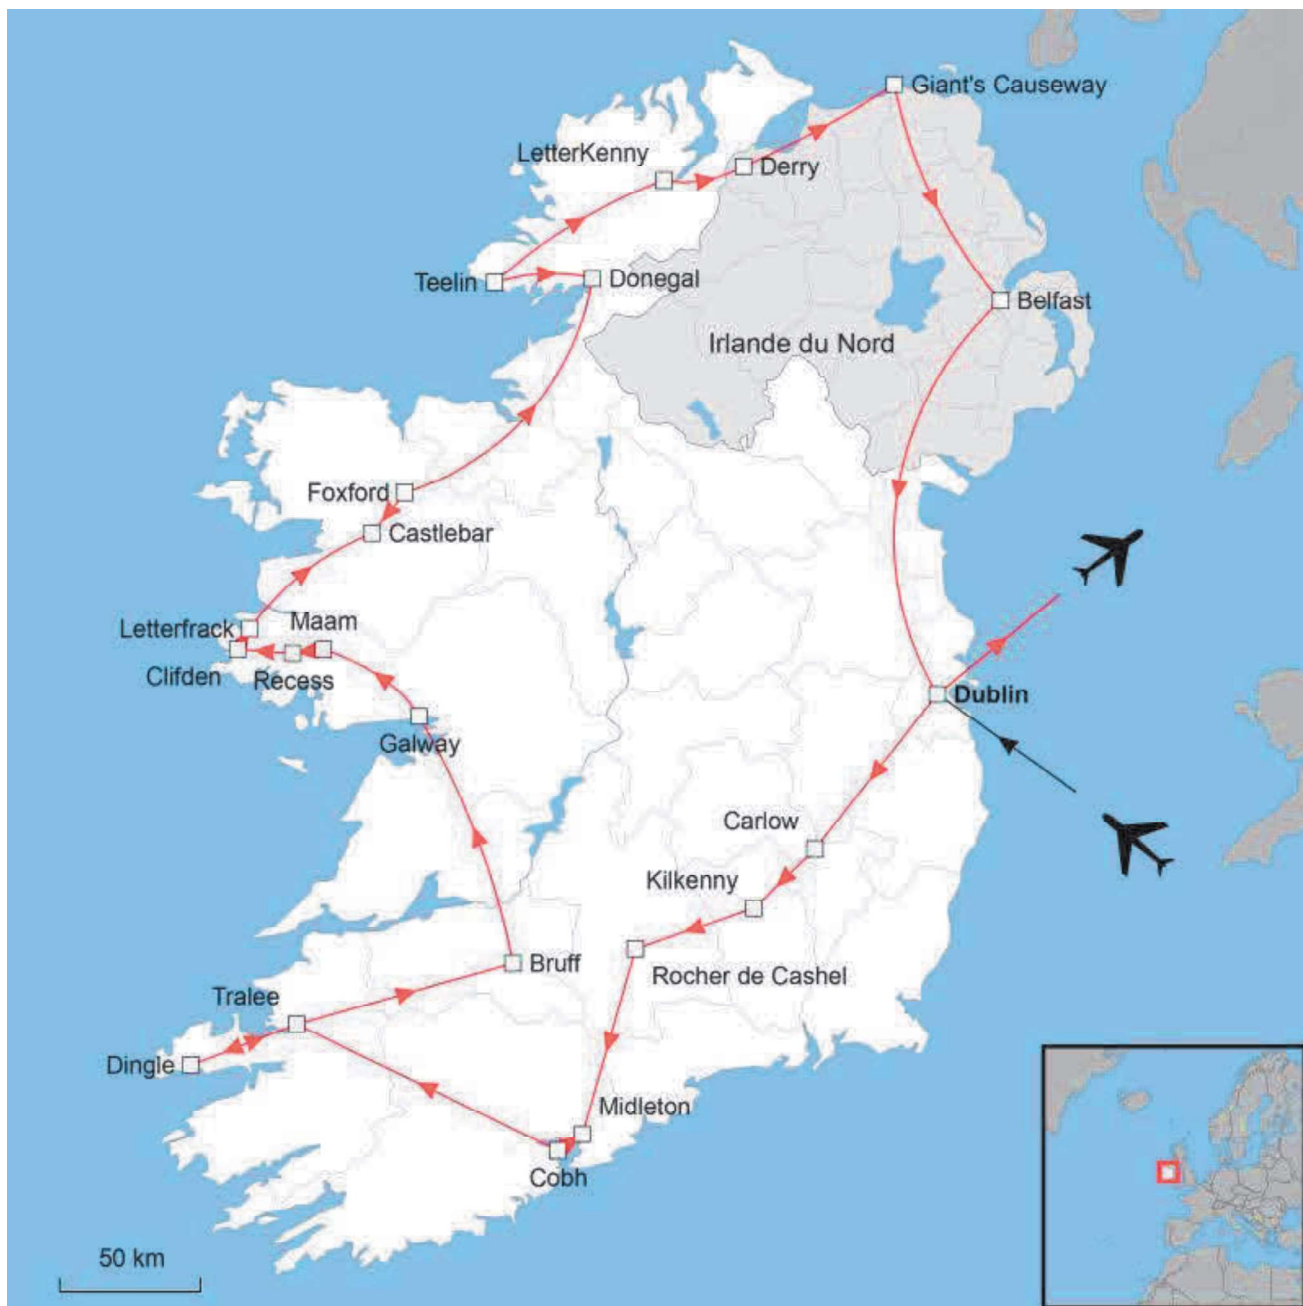 Giant's Causeway
LetterKenny
Derry
Teelin
Donegal
Belfast
Irlande du Nord
Foxford
Castlebar
Letterfrack
Maam
Clifden
Recess
Dublin
Galway
Carlow
Kilkenny
Bruff
Rocher de Cashel
Tralee
Dingle
Midleton
Cobh
50 km